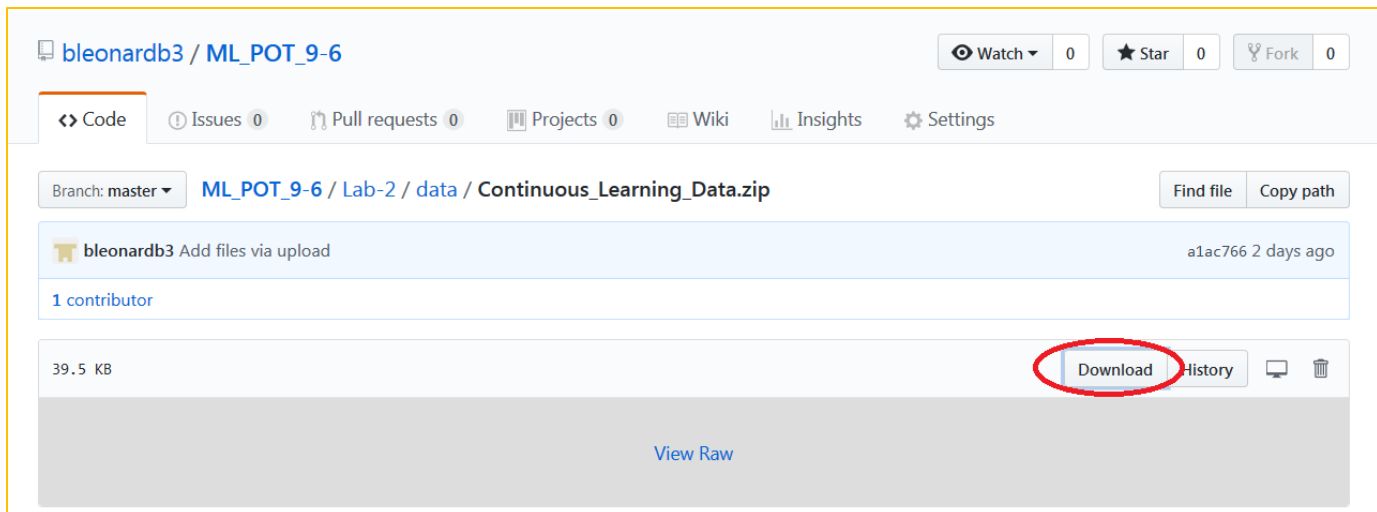 bleonardb3 / ML_POT_9-6 Watch 0 Star 0 Fork 0
Code Issues 0 Pull requests 0 Projects 0 Wiki Insights Settings
Branch: master ML_POT_9-6 / Lab-2 / data / Continuous_Learning_Data.zip Find file Copy path
bleonardb3 Add files via upload a1ac766 2 days ago
1 contributor
39.5 KB Download History
View Raw